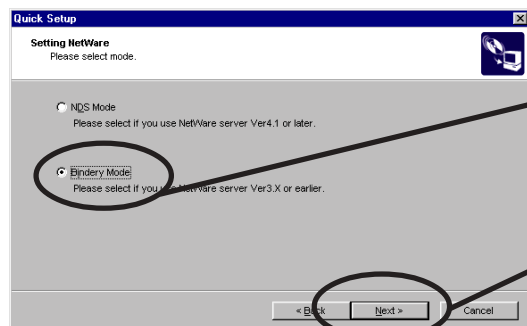 Quick Setup
Setting NetWare
Please select mode.
NDS Mode
Please select if you use NetWare server Ver4.1 or later.
Bindery Mode
Please select if you use NetWare server Ver3.X or earlier.
« Back
Next »
Cancel